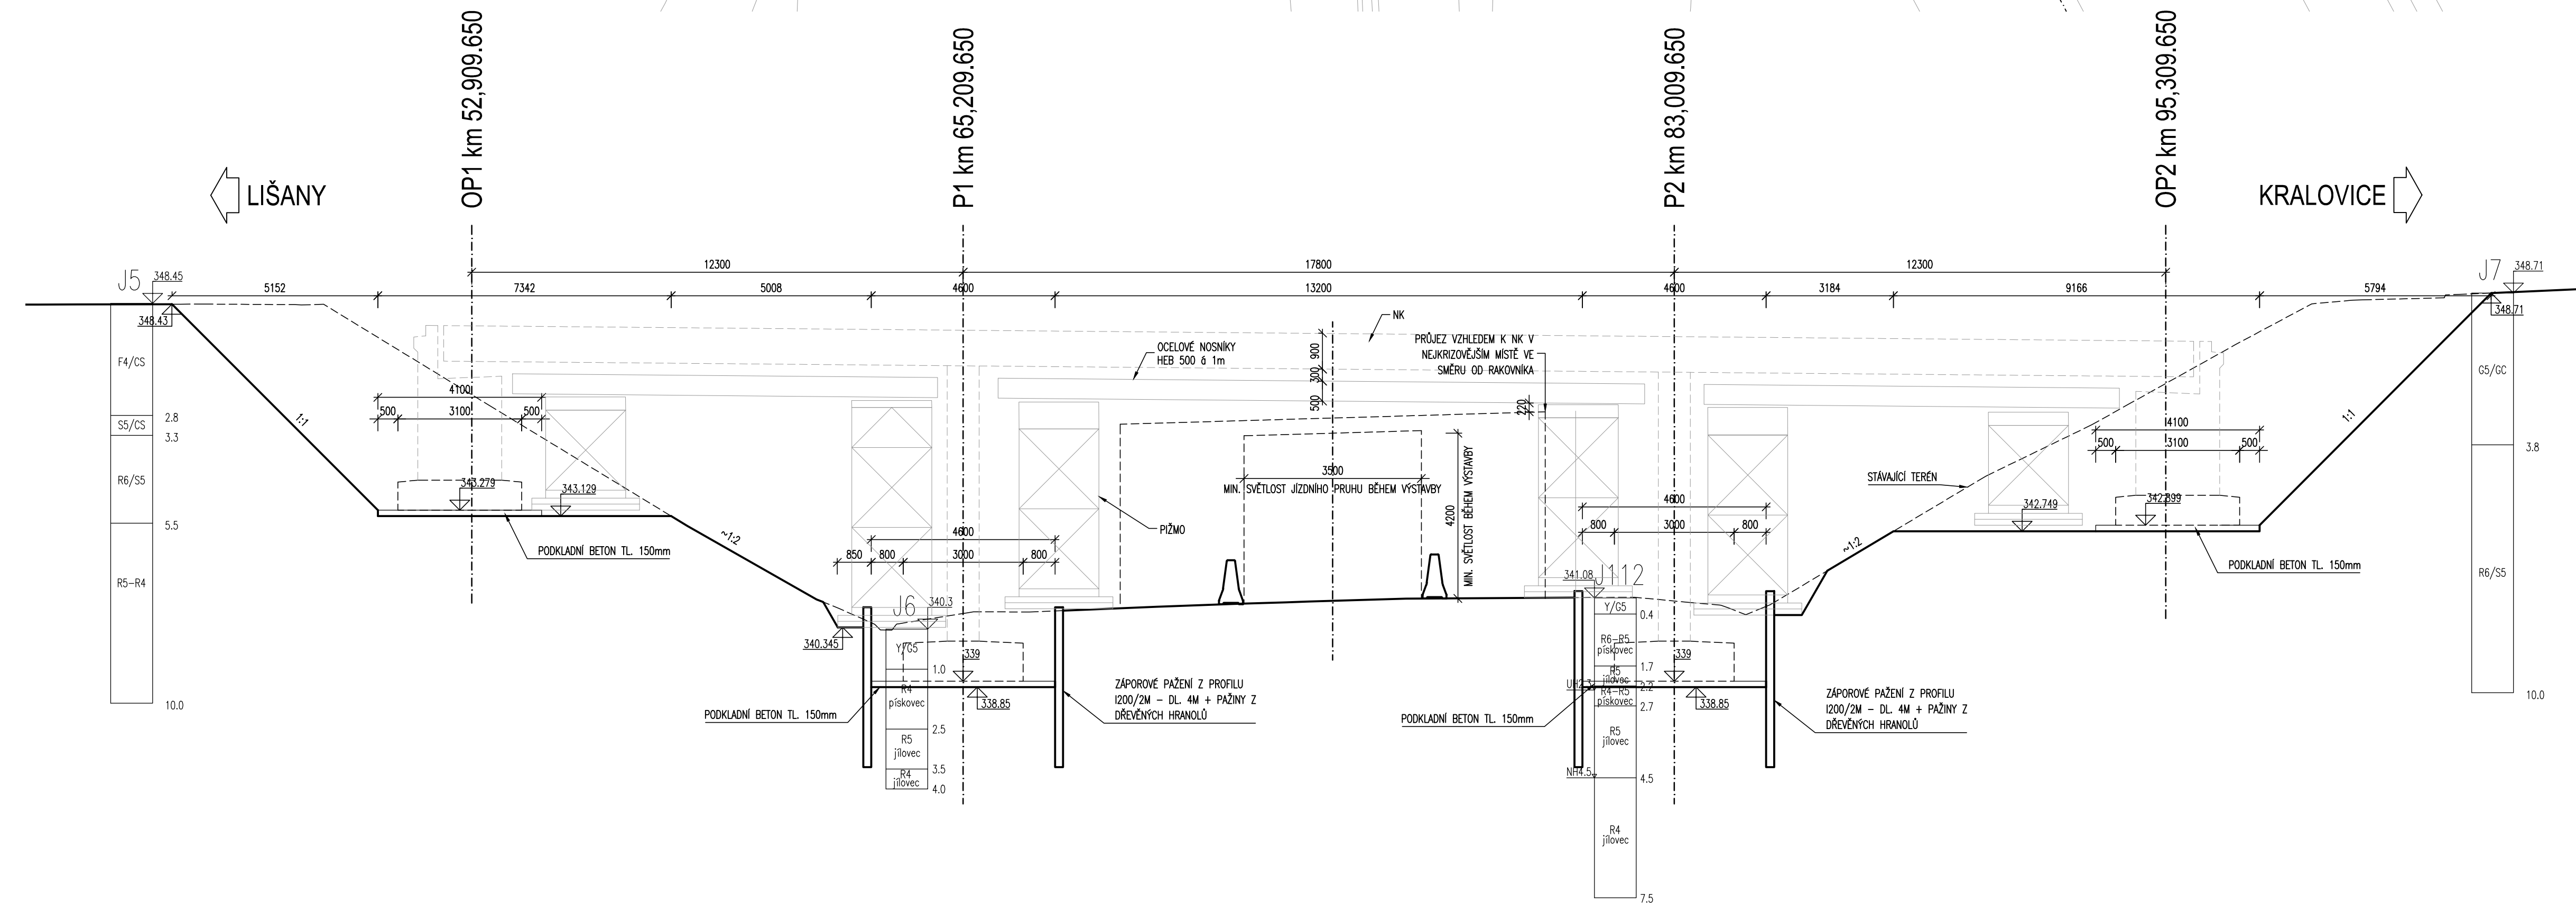 OP1 km 52,909.650
P1 km 65,209.650
P2 km 83,009.650
OP2 km 95,309.650
LIŠANY
KRALOVICE
12300
17800
12300
5152
7342
5008
4600
13200
4600
3184
9166
5794
J5
348.45
348.43
F4/CS
2.8
S5/CS
3.3
R6/S5
5.5
R5-R4
10.0
1:1
4100
500
3100
500
343.279
343.129
PODKLADNÍ BETON TL. 150mm
~1:2
OCELOVÉ NOSNÍKY
HEB 500 á 1m
900
300
500
NK
PRŮJEZ VZHLEDEM K NK V
NEJKRIZOVĚJŠÍM MÍSTĚ VE
SMĚRU OD RAKOVNÍKA
220
3500
MIN. SVĚTLOST JÍZDNÍHO PRUHU BĚHEM VÝSTAVBY
4200
MIN. SVĚTLOST BĚHEM VÝSTAVBY
PIŽMO
4600
850
800
3000
800
J6
340.3
340.345
Y/G5
1.0
R4
pískovec
2.5
R5
jílovec
3.5
R4
jílovec
4.0
339
338.85
PODKLADNÍ BETON TL. 150mm
ZÁPOROVÉ PAŽENÍ Z PROFILU
I200/2M - DL. 4M + PAŽINY Z
DŘEVĚNÝCH HRANOLŮ
4600
800
3000
800
341.08
J112
Y/G5
0.4
R6-R5
pískovec
1.7
R5
jílovec
UH2.3
2.2
R4-R5
pískovec
2.7
R5
jílovec
NH4.5
4.5
R4
jílovec
7.5
339
338.85
PODKLADNÍ BETON TL. 150mm
ZÁPOROVÉ PAŽENÍ Z PROFILU
I200/2M - DL. 4M + PAŽINY Z
DŘEVĚNÝCH HRANOLŮ
~1:2
STÁVAJÍCÍ TERÉN
4100
500
3100
500
342.749
342.899
PODKLADNÍ BETON TL. 150mm
1:1
J7
348.71
348.71
G5/GC
3.8
R6/S5
10.0